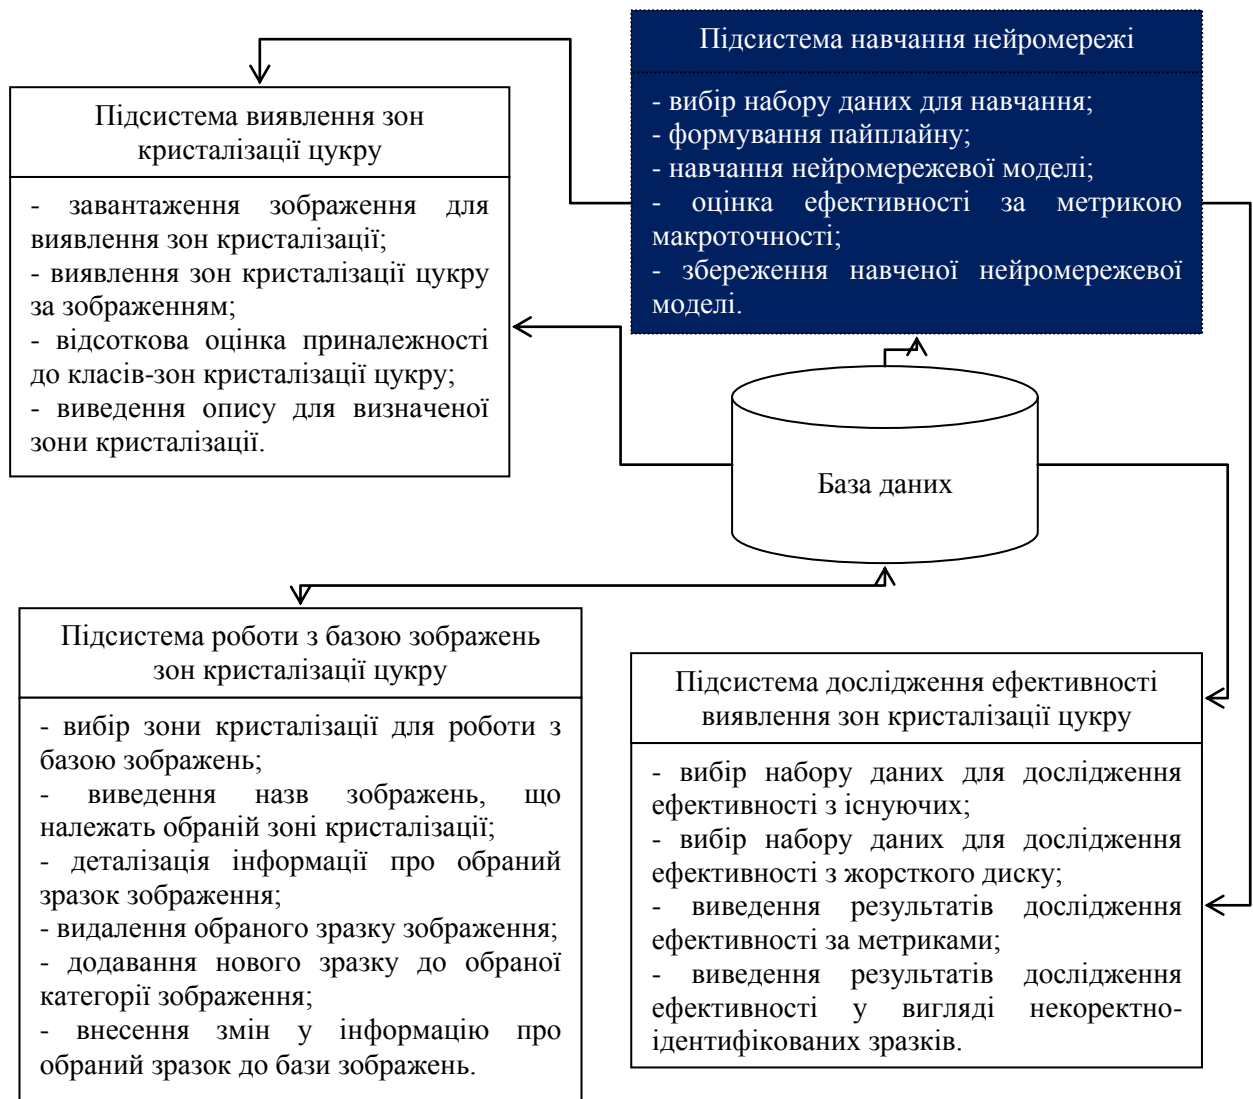 Підсистема навчання нейромережі
- вибір набору даних для навчання;
- формування пайплайну;
- навчання нейромережевої моделі;
- оцінка ефективності за метрикою
макроточності;
- збереження навченої нейромережевої
моделі.
Підсистема виявлення зон
кристалізації цукру
- завантаження зображення для
виявлення зон кристалізації;
- виявлення зон кристалізації цукру
за зображенням;
- відсоткова оцінка приналежності
до класів-зон кристалізації цукру;
- виведення опису для визначеної
зони кристалізації.
База даних
Підсистема роботи з базою зображень
зон кристалізації цукру
- вибір зони кристалізації для роботи з
базою зображень;
- виведення назв зображень, що
належать обраній зоні кристалізації;
- деталізація інформації про обраний
зразок зображення;
- видалення обраного зразку зображення;
- додавання нового зразку до обраної
категорії зображення;
- внесення змін у інформацію про
обраний зразок до бази зображень.
Підсистема дослідження ефективності
виявлення зон кристалізації цукру
- вибір набору даних для дослідження
ефективності з існуючих;
- вибір набору даних для дослідження
ефективності з жорсткого диску;
- виведення результатів дослідження
ефективності за метриками;
- виведення результатів дослідження
ефективності у вигляді некоректно-
ідентифікованих зразків.